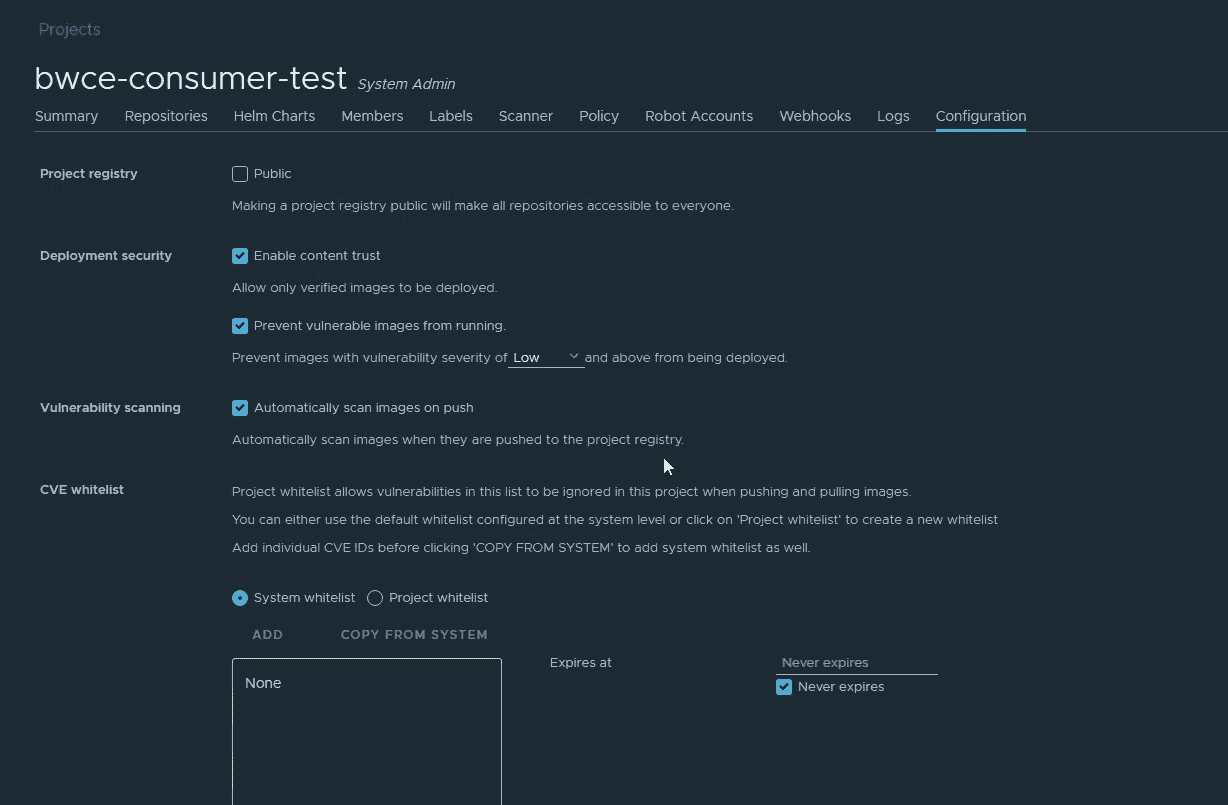 Projects
bwce-consumer-test System Admin
Summary Repositories Helm Charts Members Labels Scanner Policy Robot Accounts Webhooks Logs Configuration
Project registry Public
Making a project registry public will make all repositories accessible to everyone.
Deployment security Enable content trust
Allow only verified images to be deployed.
Prevent vulnerable images from running.
Prevent images with vulnerability severity of Low and above from being deployed.
Vulnerability scanning Automatically scan images on push
Automatically scan images when they are pushed to the project registry.
CVE whitelist Project whitelist allows vulnerabilities in this list to be ignored in this project when pushing and pulling images.
You can either use the default whitelist configured at the system level or click on 'Project whitelist' to create a new whitelist
Add individual CVE IDs before clicking 'COPY FROM SYSTEM' to add system whitelist as well.
System whitelist Project whitelist
ADD COPY FROM SYSTEM
Expires at Never expires
None Never expires